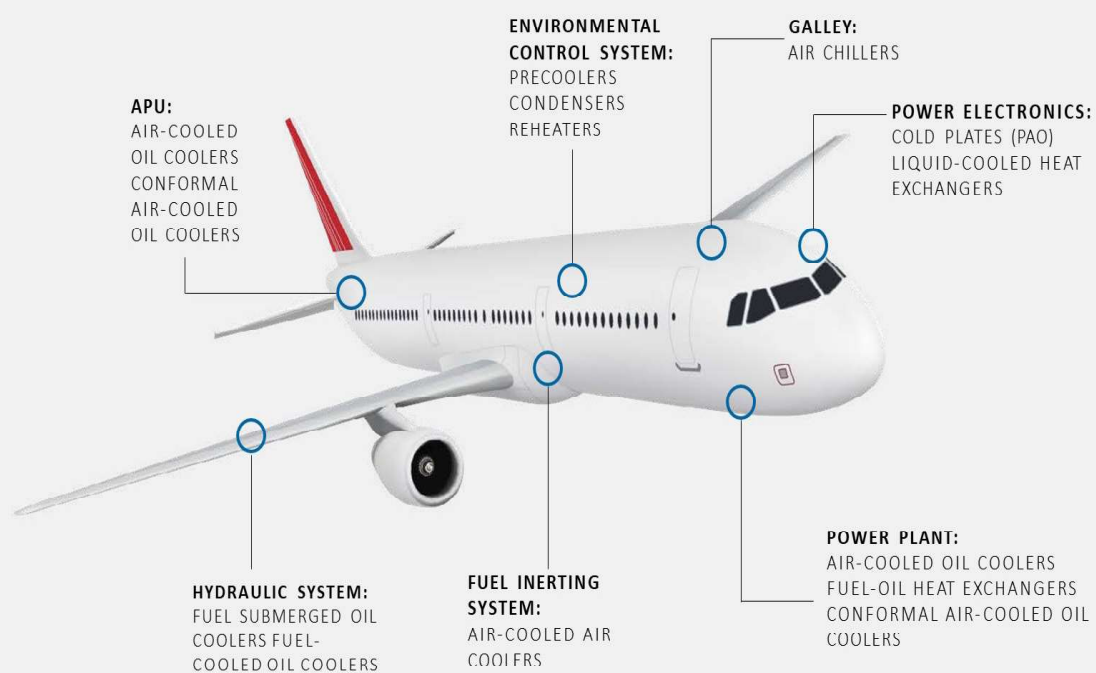 ENVIRONMENTAL
CONTROL SYSTEM:
PRECOOLERS
CONDENSERS
REHEATERS
GALLEY:
AIR CHILLERS
APU:
AIR-COOLED
OIL COOLERS
CONFORMAL
AIR-COOLED
OIL COOLERS
POWER ELECTRONICS:
COLD PLATES (PAO)
LIQUID-COOLED HEAT
EXCHANGERS
HYDRAULIC SYSTEM:
FUEL SUBMERGED OIL
COOLERS FUEL-
COOLED OIL COOLERS
FUEL INERTING
SYSTEM:
AIR-COOLED AIR
COOLERS
POWER PLANT:
AIR-COOLED OIL COOLERS
FUEL-OIL HEAT EXCHANGERS
CONFORMAL AIR-COOLED OIL
COOLERS